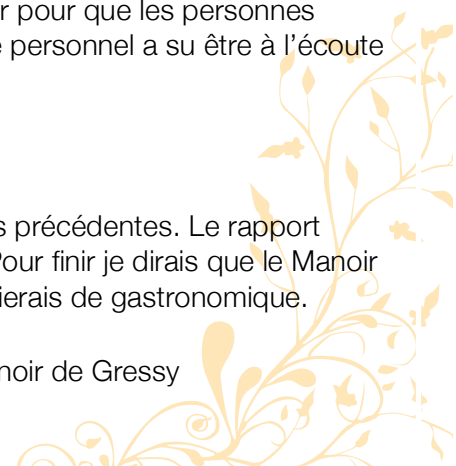 r pour que les personnes
personnel a su être à l’écoute
s précédentes. Le rapport
Pour finir je dirais que le Manoir
ierais de gastronomique.
noir de Gressy